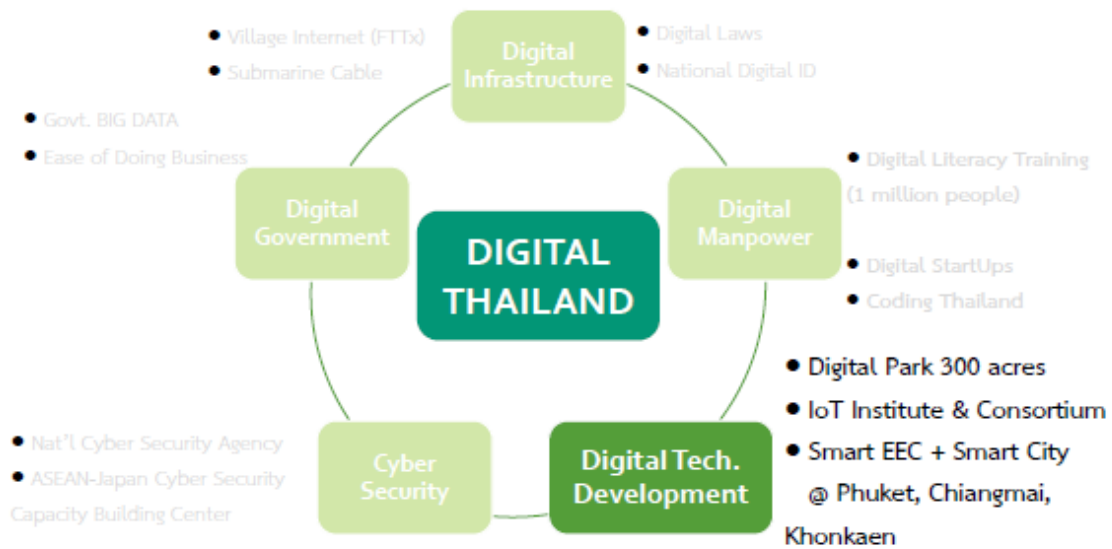 ● Village Internet (FTTx)
● Submarine Cable
Digital
Infrastructure
● Digital Laws
● National Digital ID
● Govt. BIG DATA
● Ease of Doing Business
Digital
Government
Digital
Manpower
● Digital Literacy Training
(1 million people)
● Digital StartUps
● Coding Thailand
DIGITAL
THAILAND
● Digital Park 300 acres
● IoT Institute & Consortium
● Smart EEC + Smart City
@ Phuket, Chiangmai,
Khonkaen
Digital Tech.
Development
Cyber
Security
● Nat'l Cyber Security Agency
● ASEAN-Japan Cyber Security
Capacity Building Center